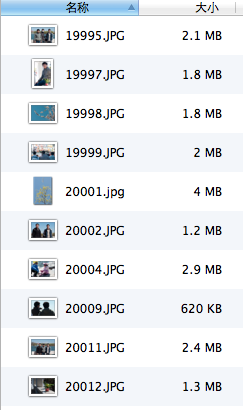 名称 大小
19995.JPG 2.1 MB
19997.JPG 1.8 MB
19998.JPG 1.8 MB
19999.JPG 2 MB
20001.jpg 4 MB
20002.JPG 1.2 MB
20004.JPG 2.9 MB
20009.JPG 620 KB
20011.JPG 2.4 MB
20012.JPG 1.3 MB